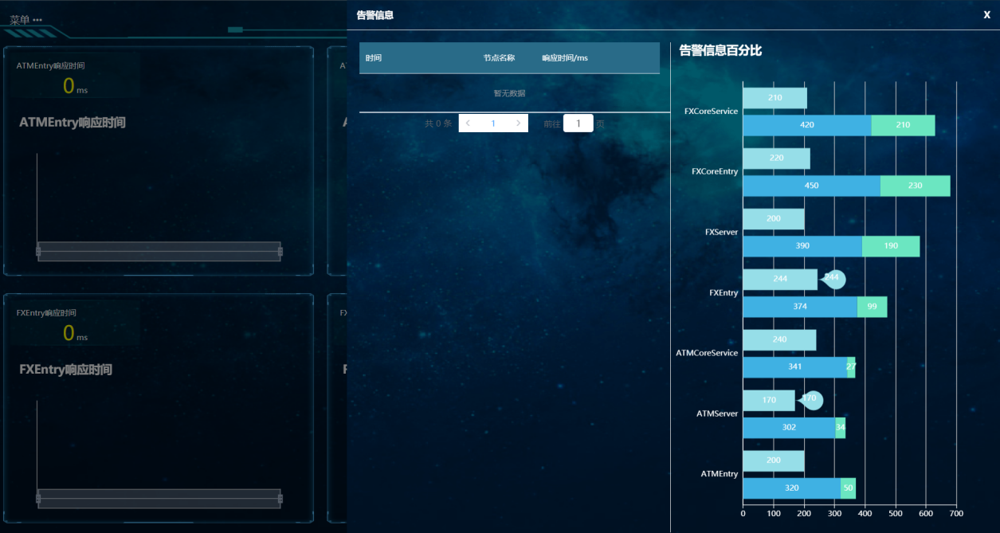 菜单 •••
ATMEntry响应时间
0 ms
ATMEntry响应时间
FXEntry响应时间
0 ms
FXEntry响应时间
告警信息
X
时间 节点名称 响应时间/ms
暂无数据
共 0 条 < 1 > 前往 1 页
告警信息百分比
FXCoreService
210
420 210
FXCoreEntry
220
450 230
FXServer
200
390 190
FXEntry
244 244
374 99
ATMCoreService
240
341 27
ATMServer
170 170
302 34
ATMEntry
200
320 50
0 100 200 300 400 500 600 700